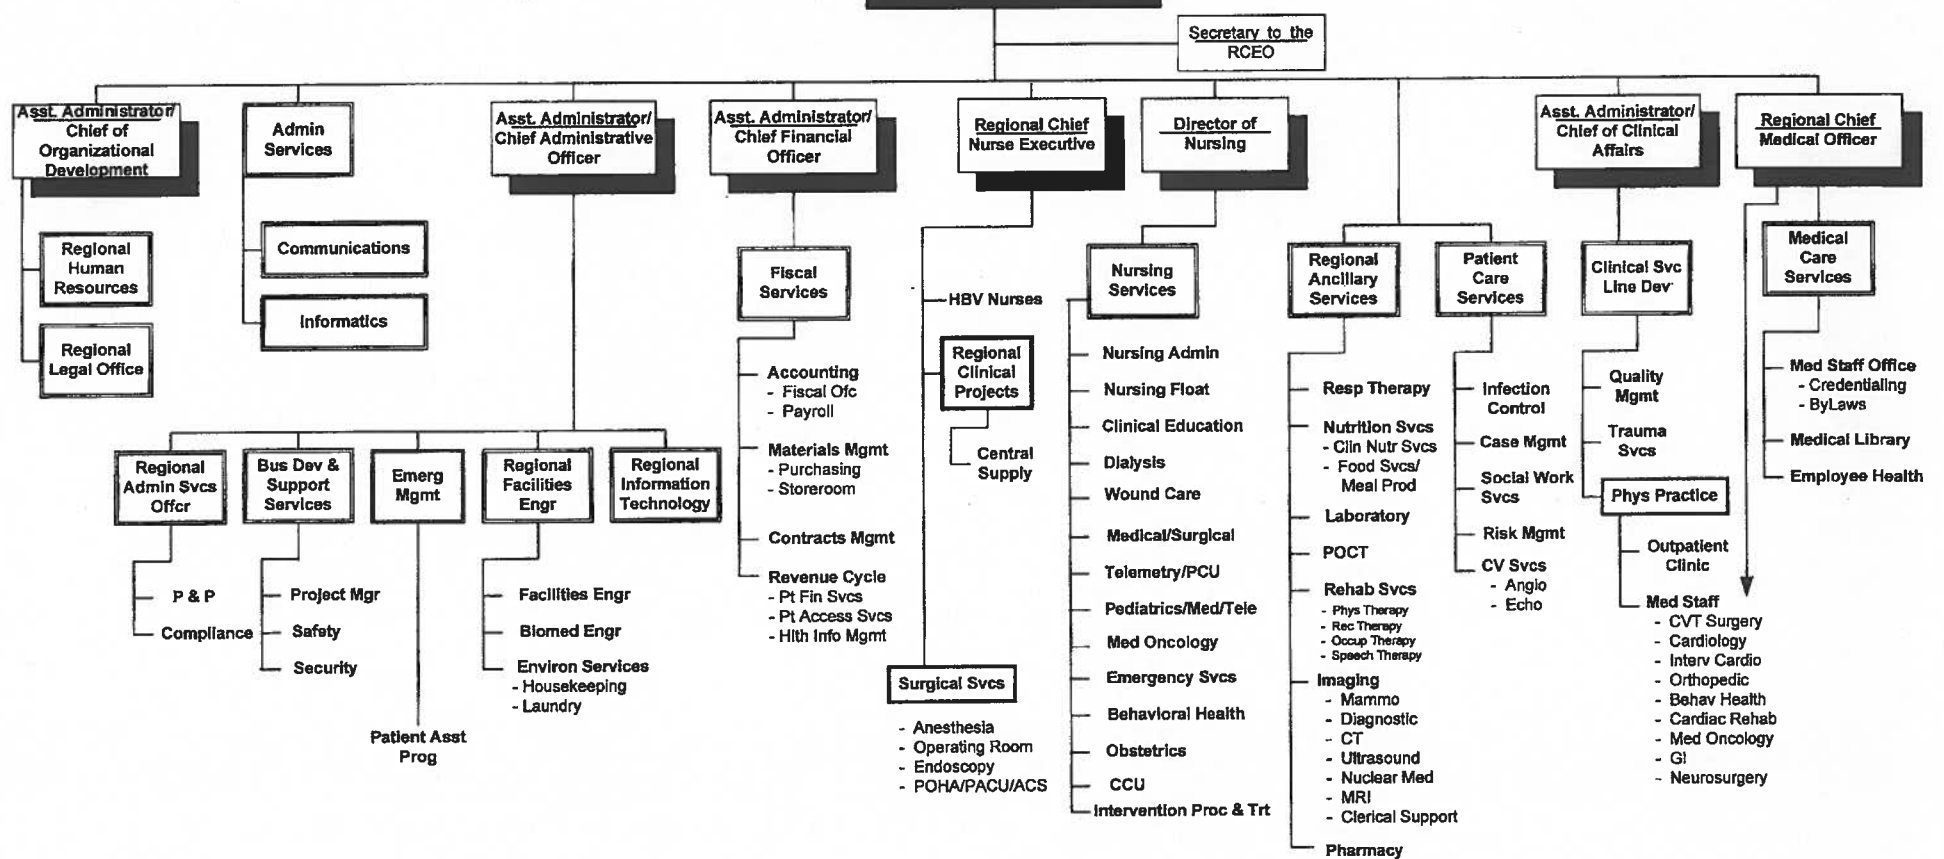 Secretary to the
RCEO
Asst. Administrator/
Chief of
Organizational
Development
Admin
Services
Asst. Administrator/
Chief Administrative
Officer
Asst. Administrator/
Chief Financial
Officer
Regional Chief
Nurse Executive
Director of
Nursing
Asst. Administrator/
Chief of Clinical
Affairs
Regional Chief
Medical Officer
Regional
Human
Resources
Regional
Legal Office
Communications
Informatics
Regional
Admin Svcs
Offcr
P & P
Compliance
Bus Dev &
Support
Services
Project Mgr
Safety
Security
Emerg
Mgmt
Patient Asst
Prog
Regional
Facilities
Engr
Facilities Engr
Biomed Engr
Environ Services
- Housekeeping
- Laundry
Regional
Information
Technology
Fiscal
Services
Accounting
- Fiscal Ofc
- Payroll
Materials Mgmt
- Purchasing
- Storeroom
Contracts Mgmt
Revenue Cycle
- Pt Fin Svcs
- Pt Access Svcs
- Hlth Info Mgmt
HBV Nurses
Regional
Clinical
Projects
Central
Supply
Surgical Svcs
- Anesthesia
- Operating Room
- Endoscopy
- POHA/PACU/ACS
Nursing
Services
Nursing Admin
Nursing Float
Clinical Education
Dialysis
Wound Care
Medical/Surgical
Telemetry/PCU
Pediatrics/Med/Tele
Med Oncology
Emergency Svcs
Behavioral Health
Obstetrics
CCU
Intervention Proc & Trt
Regional
Ancillary
Services
Resp Therapy
Nutrition Svcs
- Clin Nutr Svcs
- Food Svcs/
Meal Prod
Laboratory
POCT
Rehab Svcs
- Phys Therapy
- Rec Therapy
- Occup Therapy
- Speech Therapy
Imaging
- Mammo
- Diagnostic
- CT
- Ultrasound
- Nuclear Med
- MRI
- Clerical Support
Pharmacy
Patient
Care
Services
Infection
Control
Case Mgmt
Social Work
Svcs
Risk Mgmt
CV Svcs
- Angio
- Echo
Clinical Svc
Line Dev
Quality
Mgmt
Trauma
Svcs
Phys Practice
Outpatient
Clinic
Med Staff
- CVT Surgery
- Cardiology
- Interv Cardio
- Orthopedic
- Behav Health
- Cardiac Rehab
- Med Oncology
- GI
- Neurosurgery
Medical
Care
Services
Med Staff Office
- Credentialing
- ByLaws
Medical Library
Employee Health